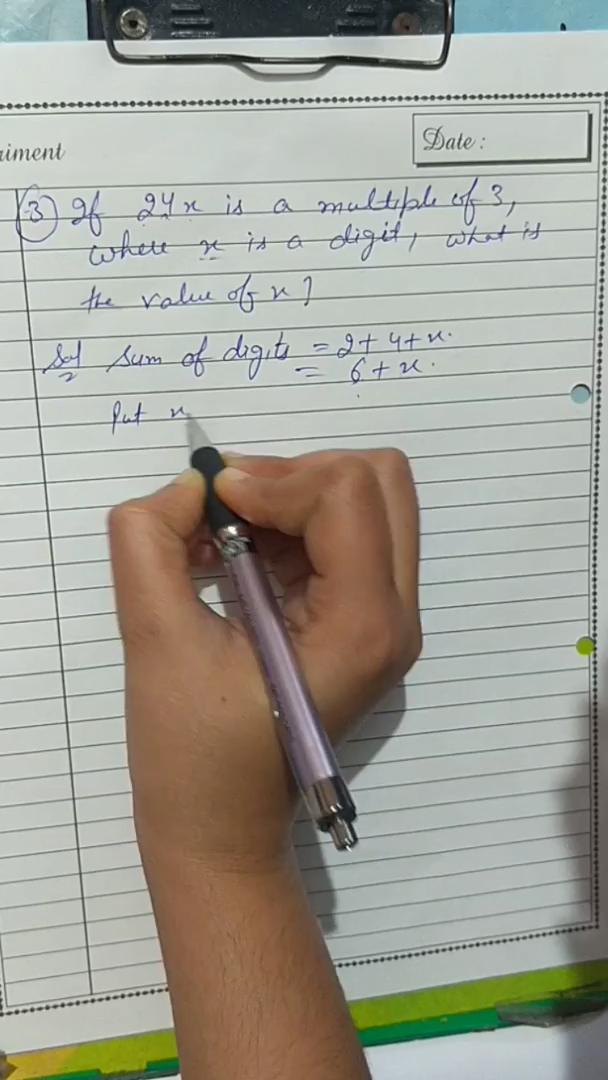 iment
Date :
(3) If 24x is a multiple of 3,
where x is a digit, what is
the value of x ?
Sol Sum of digits = 2+4+x.
= 6+x.
Put x